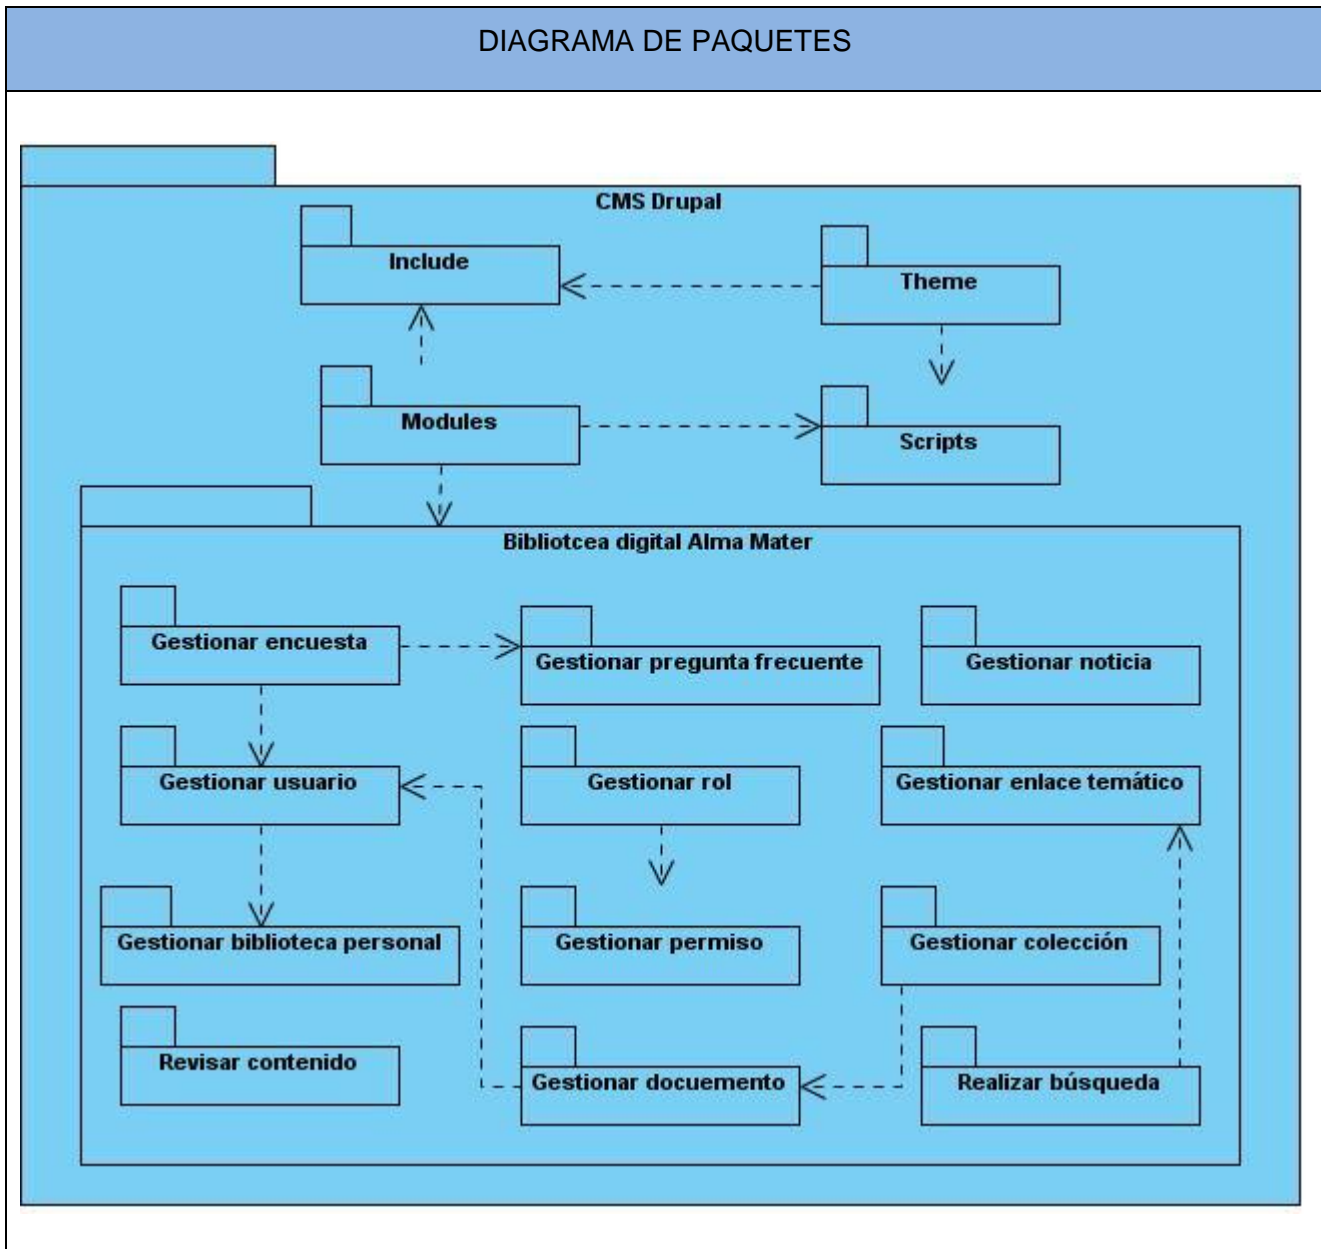 DIAGRAMA DE PAQUETES
CMS Drupal
Include
Theme
Modules
Scripts
Bibliotcea digital Alma Mater
Gestionar encuesta
Gestionar pregunta frecuente
Gestionar noticia
Gestionar usuario
Gestionar rol
Gestionar enlace temático
Gestionar biblioteca personal
Gestionar permiso
Gestionar colección
Revisar contenido
Gestionar docuemento
Realizar búsqueda